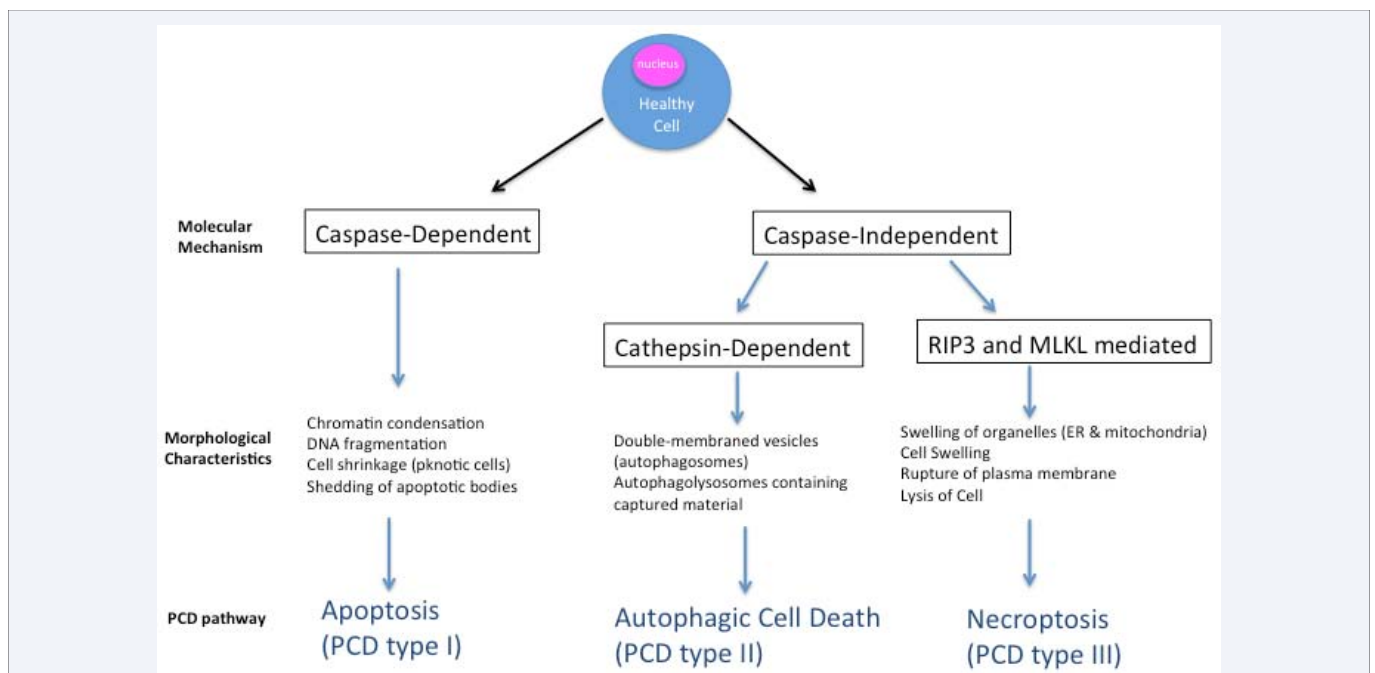 nucleus
Healthy
Cell
Molecular
Mechanism
Caspase-Dependent
Caspase-Independent
Cathepsin-Dependent
RIP3 and MLKL mediated
Morphological
Characteristics
Chromatin condensation
DNA fragmentation
Cell shrinkage (pknotic cells)
Shedding of apoptotic bodies
Double-membraned vesicles
(autophagosomes)
Autophagolysosomes containing
captured material
Swelling of organelles (ER & mitochondria)
Cell Swelling
Rupture of plasma membrane
Lysis of Cell
PCD pathway
Apoptosis
(PCD type I)
Autophagic Cell Death
(PCD type II)
Necroptosis
(PCD type III)